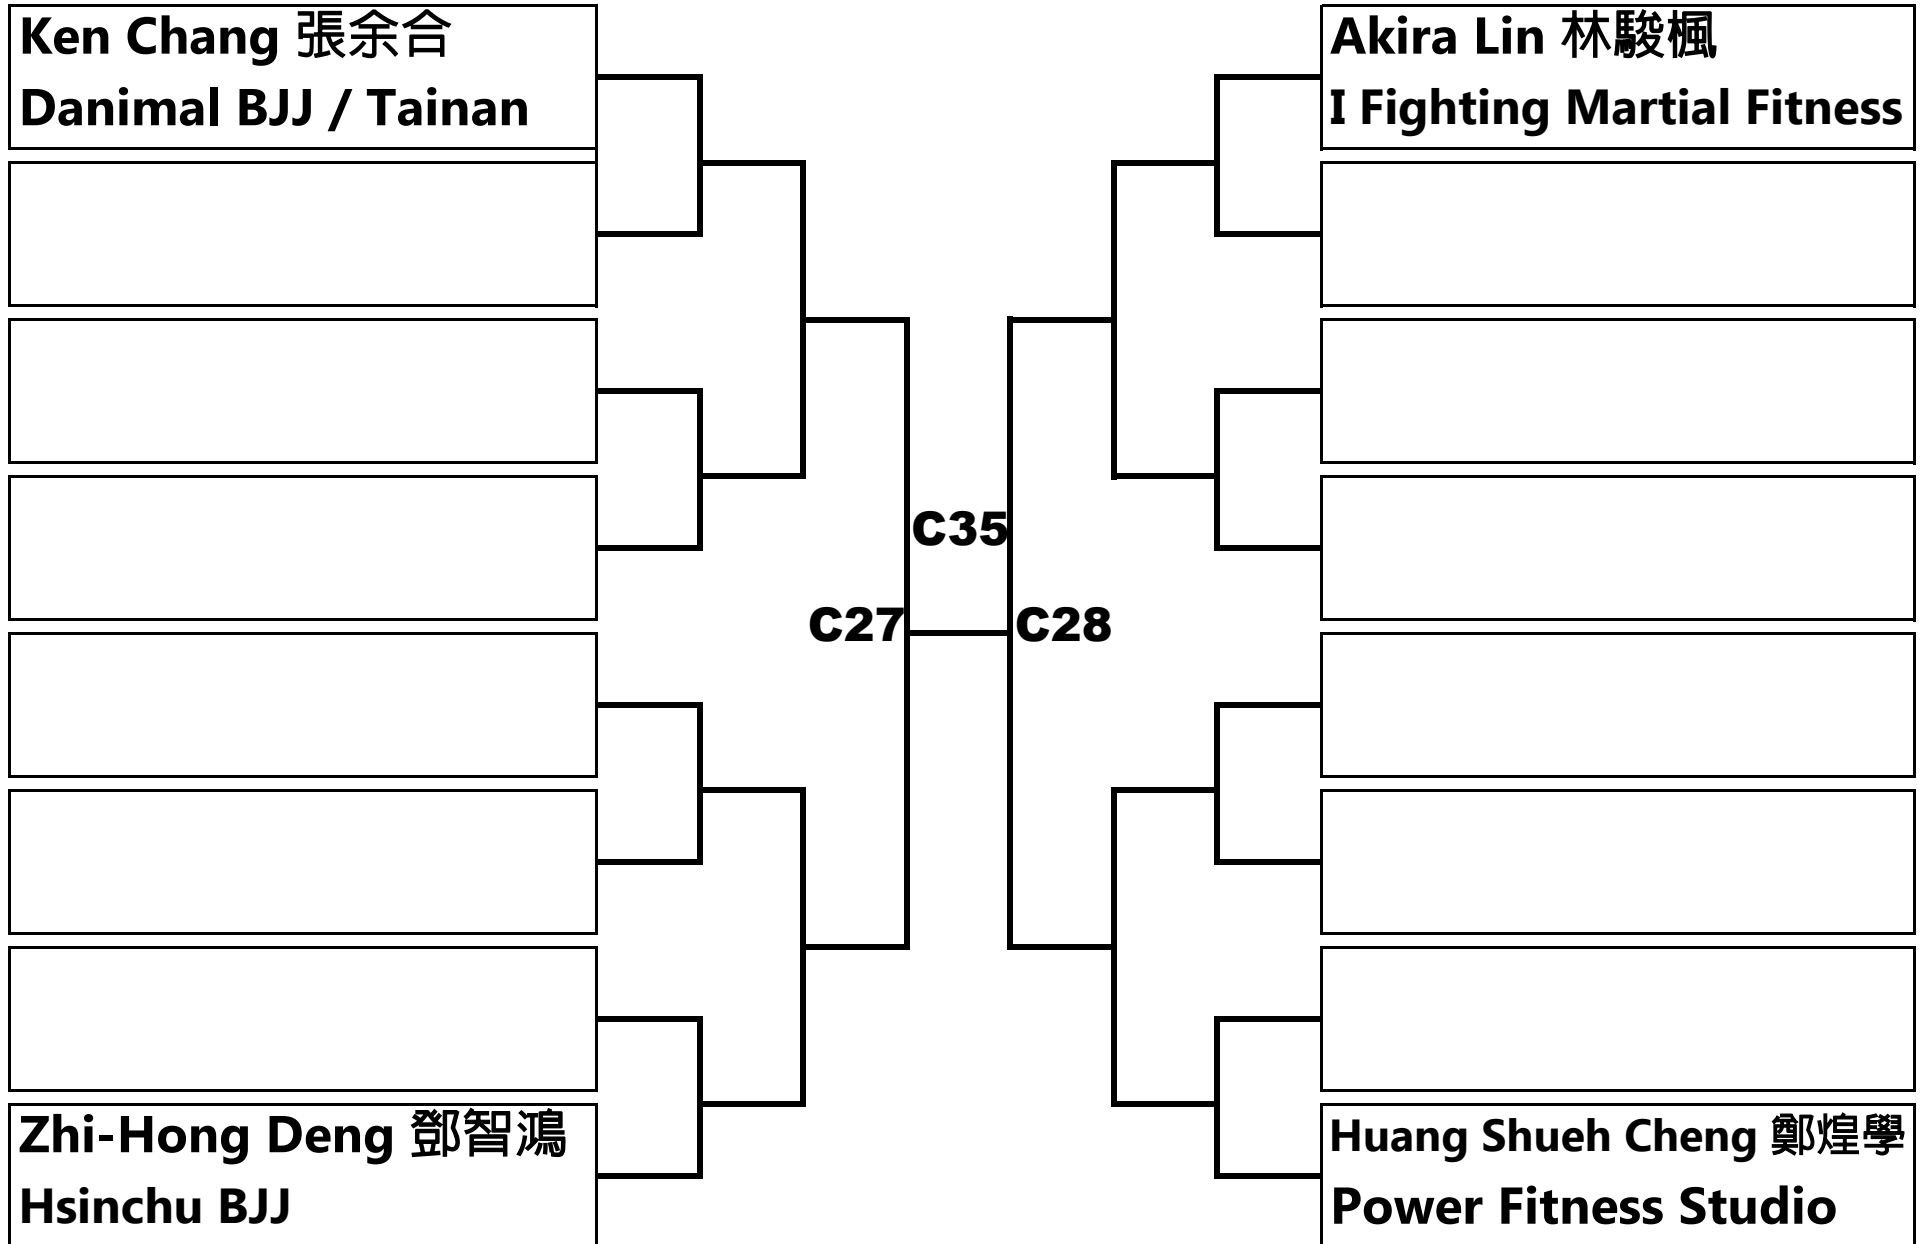 Ken Chang 張余合
Danimal BJJ / Tainan
Akira Lin 林駿楓
I Fighting Martial Fitness
C35
C27
C28
Zhi-Hong Deng 鄧智鴻
Hsinchu BJJ
Huang Shueh Cheng 鄭煌學
Power Fitness Studio